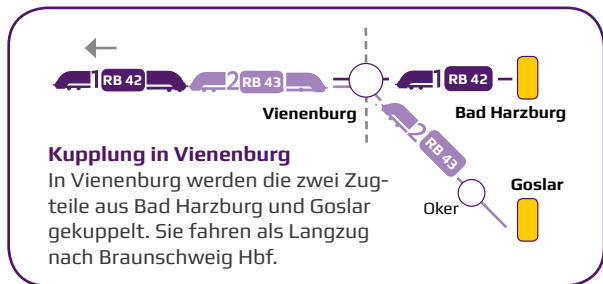 1 RB 42 2 RB 43 1 RB 42
Vienenburg Bad Harzburg
2 RB 43
Kupplung in Vienenburg
In Vienenburg werden die zwei Zug-
teile aus Bad Harzburg und Goslar
gekuppelt. Sie fahren als Langzug
nach Braunschweig Hbf.
Oker
Goslar